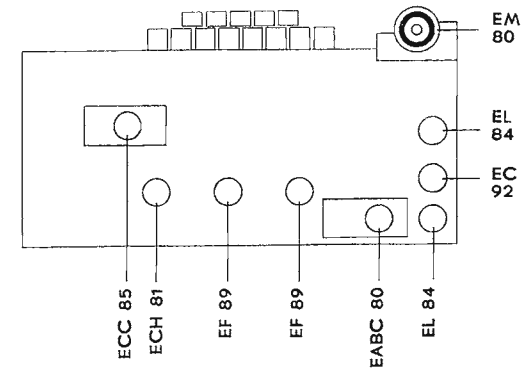 EM
80
EL
84
EC
92
ECC 85
ECH 81
EF 89
EF 89
EABC 80
EL 84